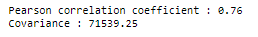 Pearson correlation coefficient : 0.76
Covariance : 71539.25